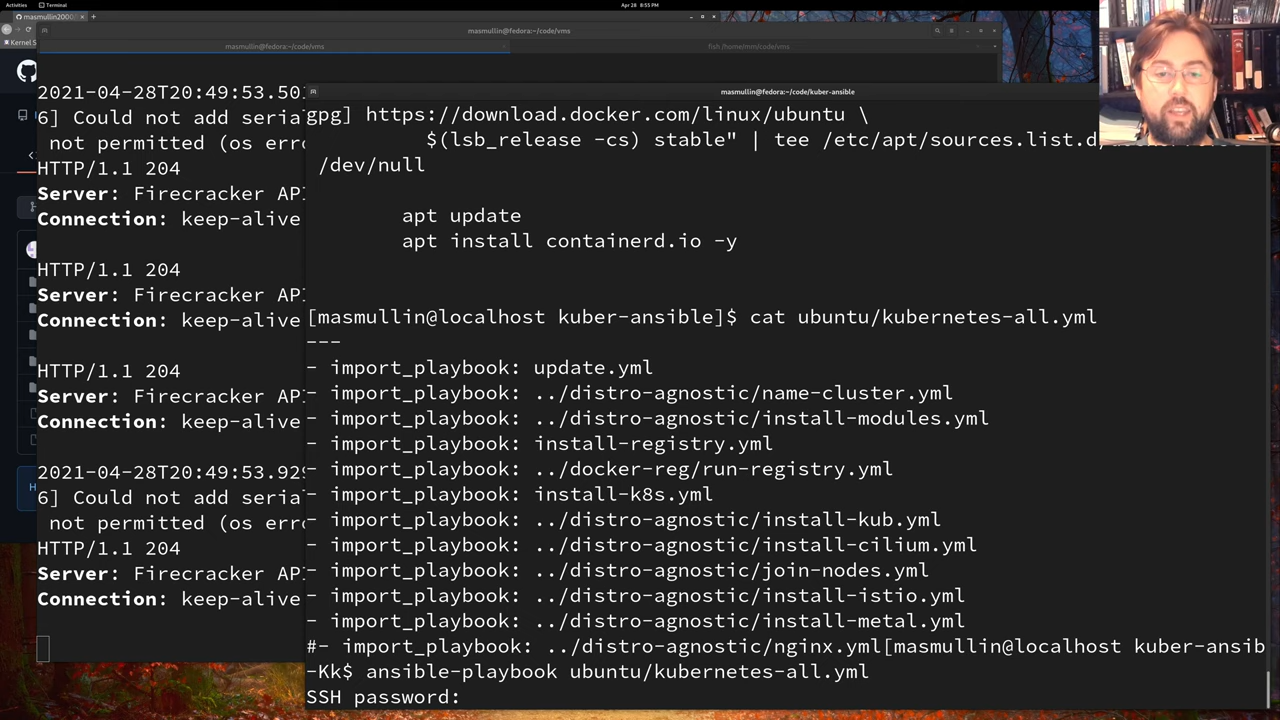 Activities Terminal Apr 28 8:55 PM
masmullin2000
masmullin@fedora:~/code/vms
Kernel S
masmullin@fedora:~/code/vms fish /home/mm/code/vms
2021-04-28T20:49:53.501
6] Could not add seria
not permitted (os erro
HTTP/1.1 204
Server: Firecracker API
Connection: keep-alive
HTTP/1.1 204
Server: Firecracker API
Connection: keep-alive
HTTP/1.1 204
Server: Firecracker API
Connection: keep-alive
2021-04-28T20:49:53.929
6] Could not add seria
not permitted (os erro
HTTP/1.1 204
Server: Firecracker API
Connection: keep-alive
masmullin@fedora:~/code/kuber-ansible
gpg] https://download.docker.com/linux/ubuntu \
$(lsb_release -cs) stable" | tee /etc/apt/sources.list.d/
/dev/null
apt update
apt install containerd.io -y
[masmullin@localhost kuber-ansible]$ cat ubuntu/kubernetes-all.yml
---
- import_playbook: update.yml
- import_playbook: ../distro-agnostic/name-cluster.yml
- import_playbook: ../distro-agnostic/install-modules.yml
- import_playbook: install-registry.yml
- import_playbook: ../docker-reg/run-registry.yml
- import_playbook: install-k8s.yml
- import_playbook: ../distro-agnostic/install-kub.yml
- import_playbook: ../distro-agnostic/install-cilium.yml
- import_playbook: ../distro-agnostic/join-nodes.yml
- import_playbook: ../distro-agnostic/install-istio.yml
- import_playbook: ../distro-agnostic/install-metal.yml
#- import_playbook: ../distro-agnostic/nginx.yml[masmullin@localhost kuber-ansib
-Kk$ ansible-playbook ubuntu/kubernetes-all.yml
SSH password: